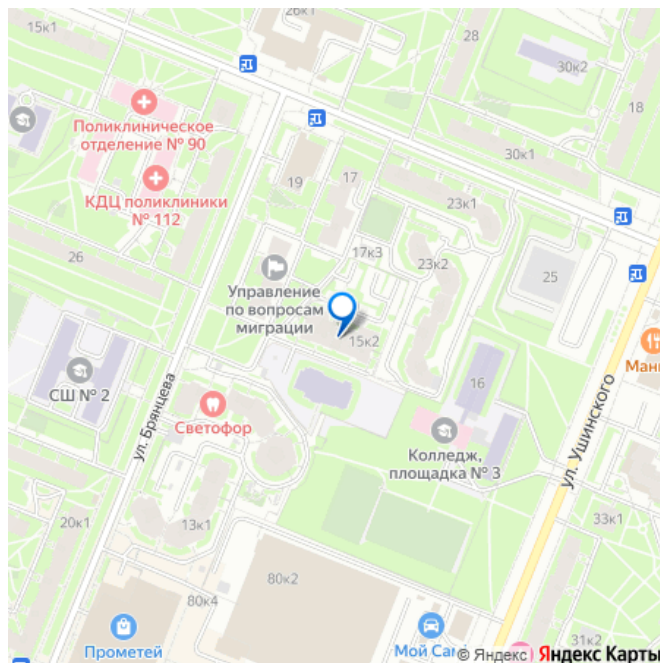 15к1
26к1
28
30к2
18
Поликлиническое
отделение № 90
КДЦ поликлиники
№ 112
30к1
19
17
23к1
26
17к3
23к2
25
Управление
по вопросам
миграции
15к2
СШ № 2
ул. Брянцева
Светофор
16
Колледж,
площадка № 3
ул. Ушинского
20к1
13к1
33к1
80к2
80к4
31к2
Прометей
Мой Сам
© Яндекс Яндекс Карты